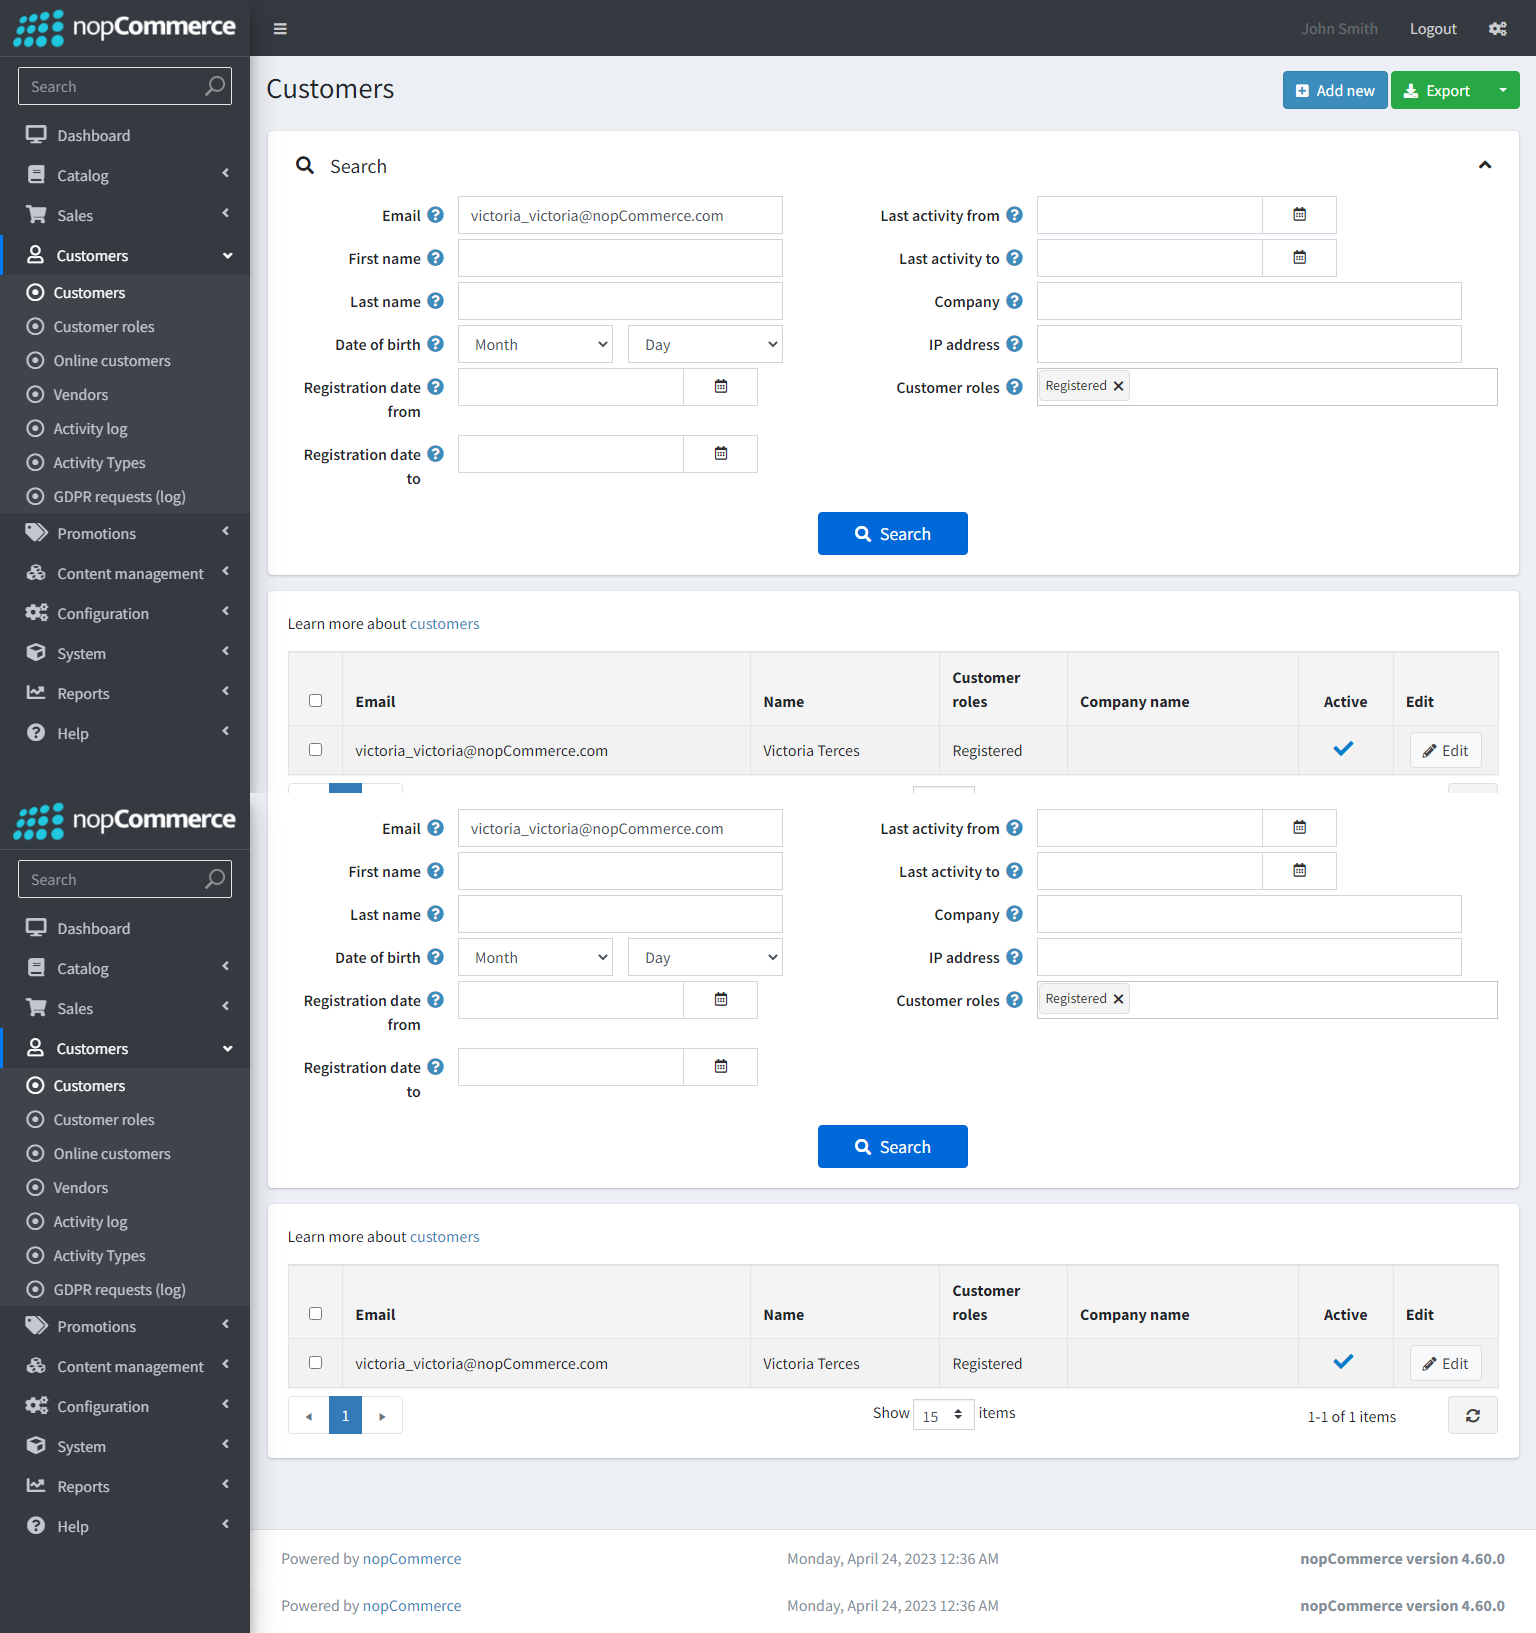 nopCommerce
John Smith
Logout
Search
Customers
Add new
Export
Dashboard
Catalog
Sales
Customers
Customers
Customer roles
Online customers
Vendors
Activity log
Activity Types
GDPR requests (log)
Promotions
Content management
Configuration
System
Reports
Help
Search
Email ? victoria_victoria@nopCommerce.com
First name ?
Last name ?
Date of birth ? Month Day
Registration date ?
from
Registration date ?
to
Last activity from ?
Last activity to ?
Company ?
IP address ?
Customer roles ? Registered
Search
Learn more about customers
Email Name Customer roles Company name Active Edit
victoria_victoria@nopCommerce.com Victoria Terces Registered Edit
nopCommerce
Search
Dashboard
Catalog
Sales
Customers
Customers
Customer roles
Online customers
Vendors
Activity log
Activity Types
GDPR requests (log)
Promotions
Content management
Configuration
System
Reports
Help
Email ? victoria_victoria@nopCommerce.com
First name ?
Last name ?
Date of birth ? Month Day
Registration date ?
from
Registration date ?
to
Last activity from ?
Last activity to ?
Company ?
IP address ?
Customer roles ? Registered
Search
Learn more about customers
Email Name Customer roles Company name Active Edit
victoria_victoria@nopCommerce.com Victoria Terces Registered Edit
1 Show 15 items 1-1 of 1 items
Powered by nopCommerce Monday, April 24, 2023 12:36 AM nopCommerce version 4.60.0
Powered by nopCommerce Monday, April 24, 2023 12:36 AM nopCommerce version 4.60.0